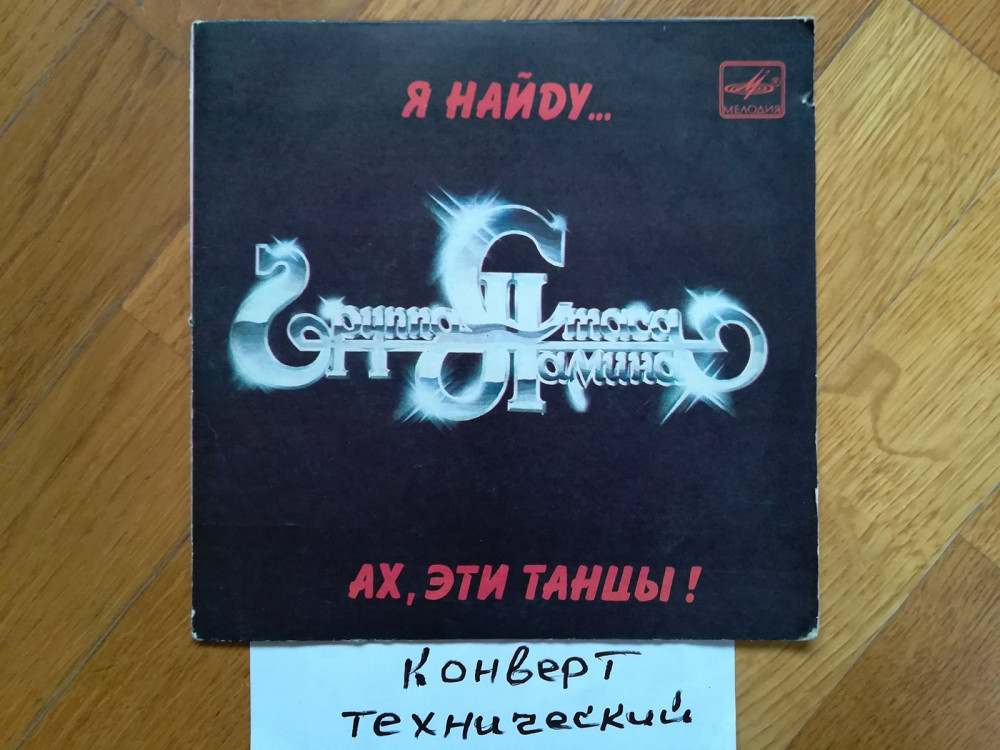 Я НАЙДУ...
МЕЛОДИЯ
Группа Стаса
Намина
АХ, ЭТИ ТАНЦЫ!
Конверт
технический